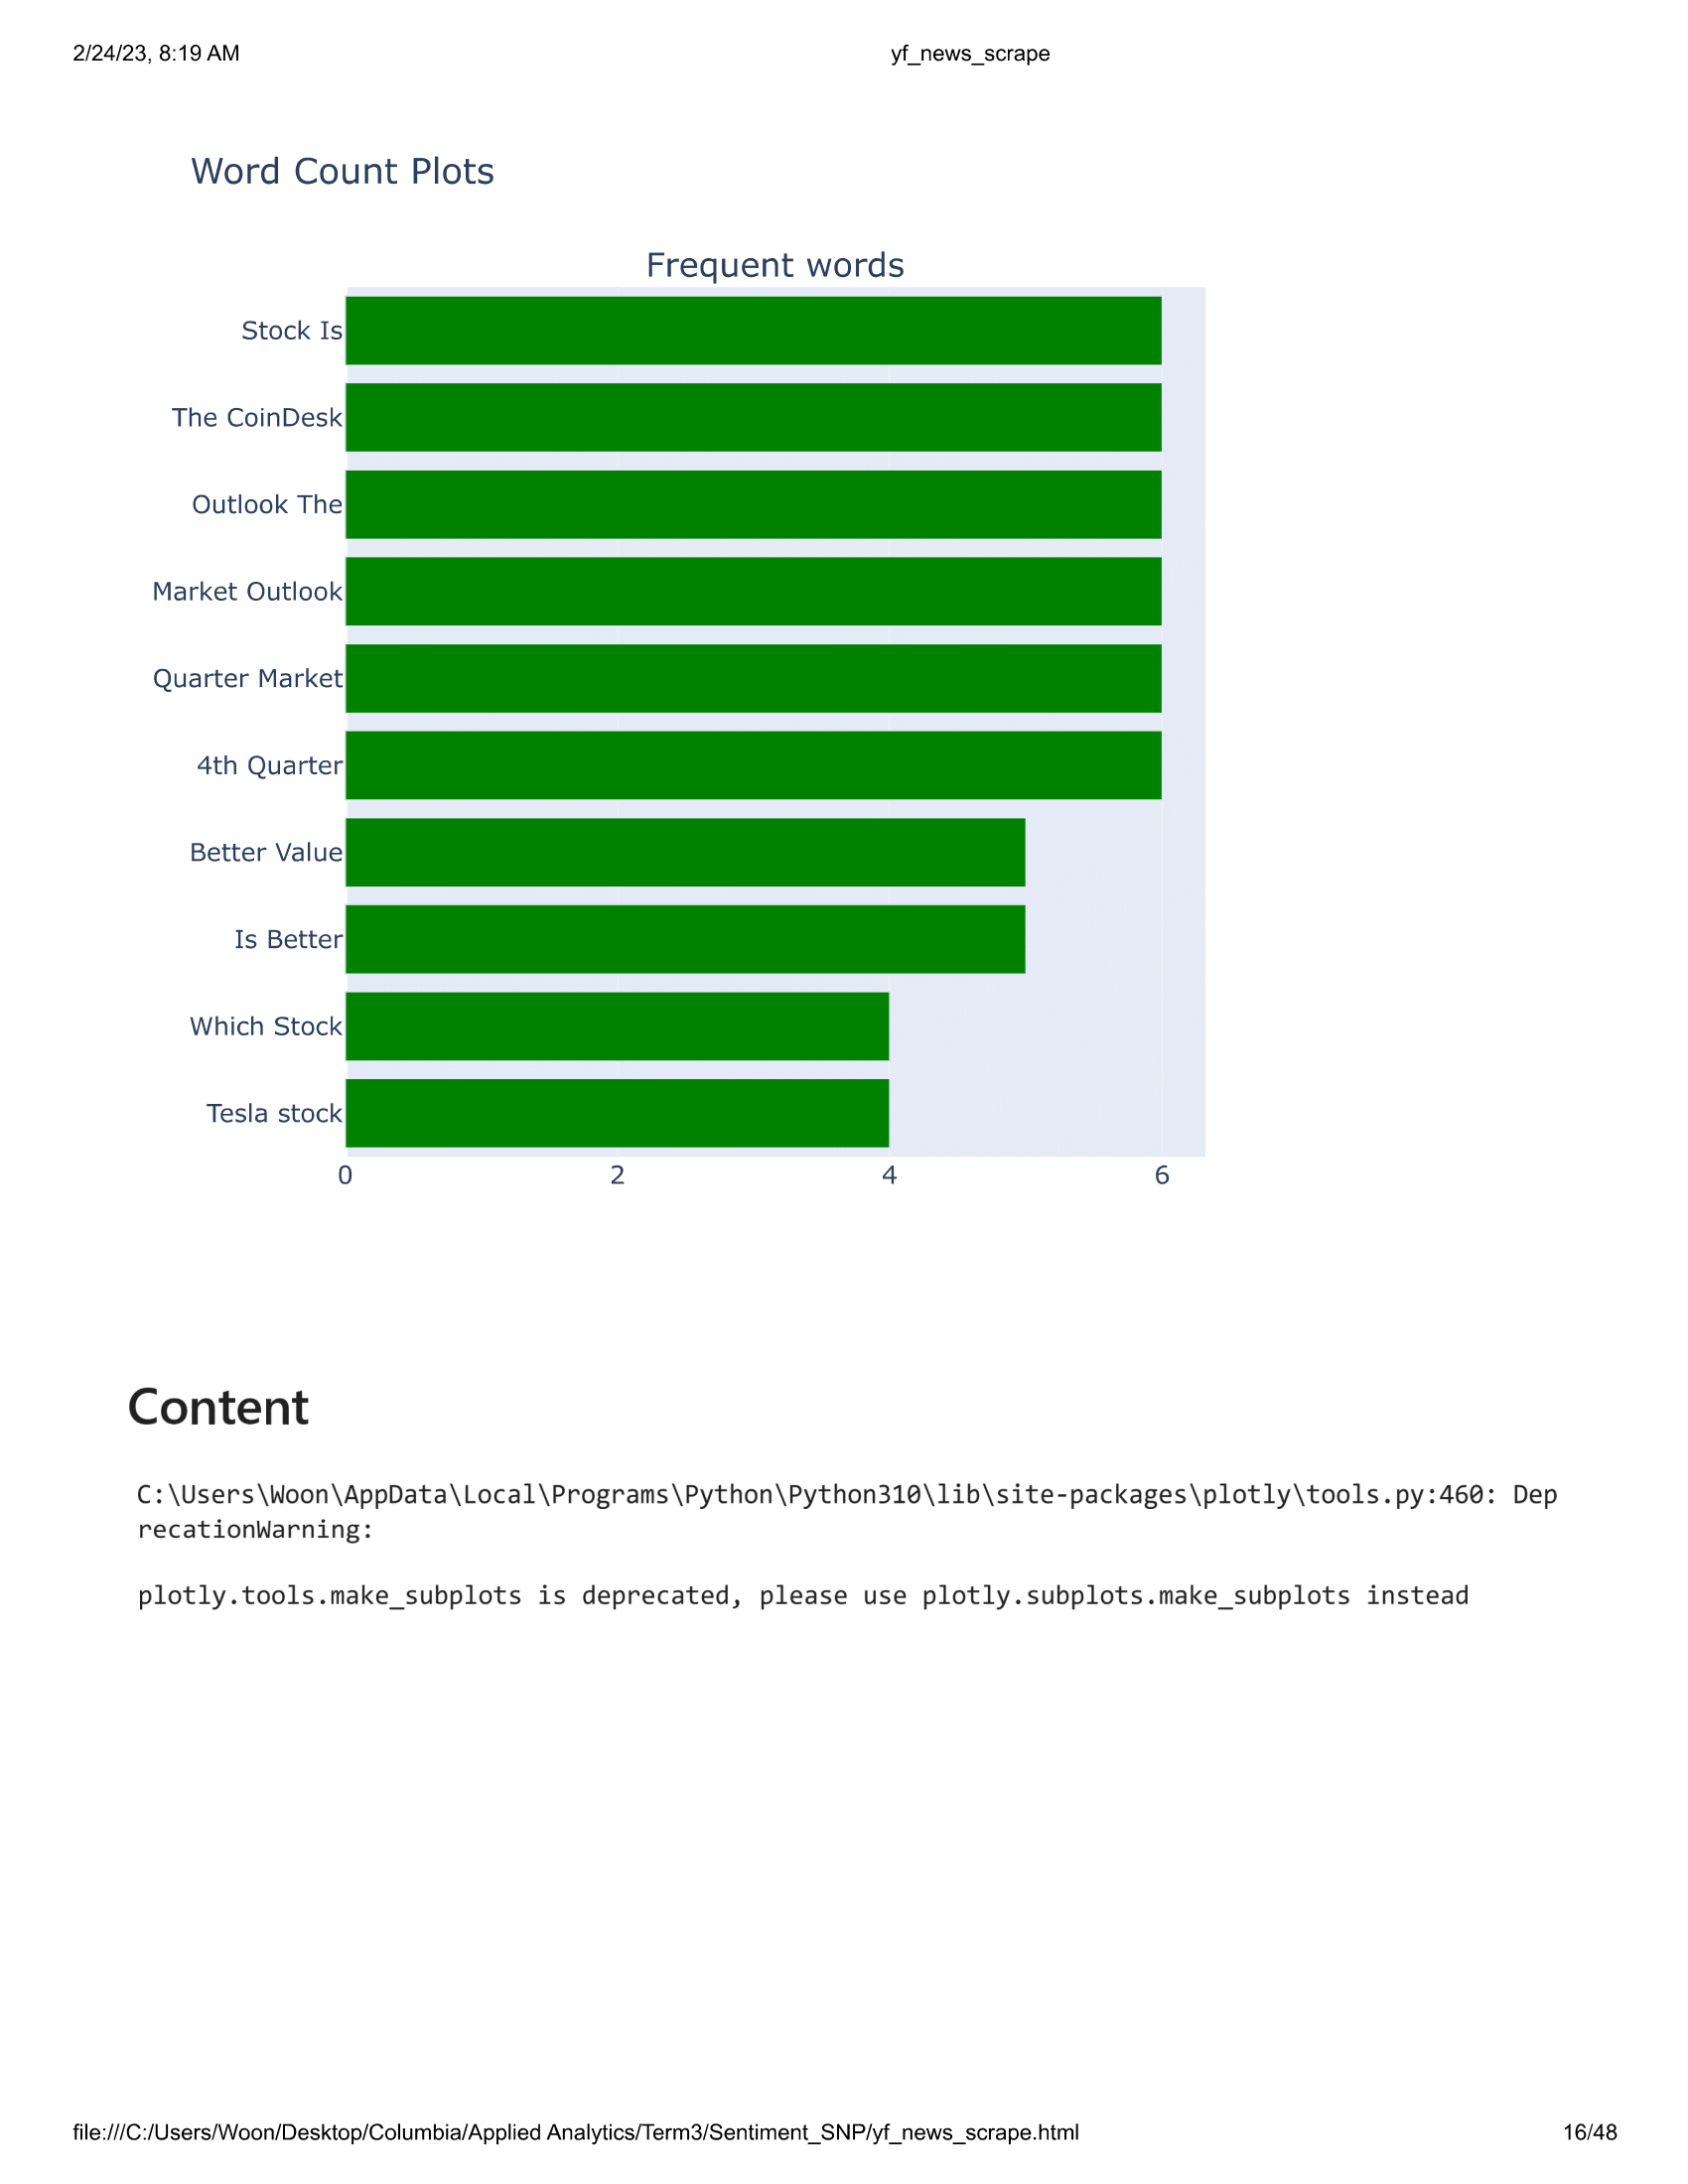 2/24/23, 8:19 AM
yf_news_scrape
Word Count Plots
Frequent words
Stock Is
The CoinDesk
Outlook The
Market Outlook
Quarter Market
4th Quarter
Better Value
Is Better
Which Stock
Tesla stock
0 2 4 6
Content
C:\Users\Woon\AppData\Local\Programs\Python\Python310\lib\site-packages\plotly\tools.py:460: Dep
recationWarning:
plotly.tools.make_subplots is deprecated, please use plotly.subplots.make_subplots instead
file:///C:/Users/Woon/Desktop/Columbia/Applied Analytics/Term3/Sentiment_SNP/yf_news_scrape.html
16/48